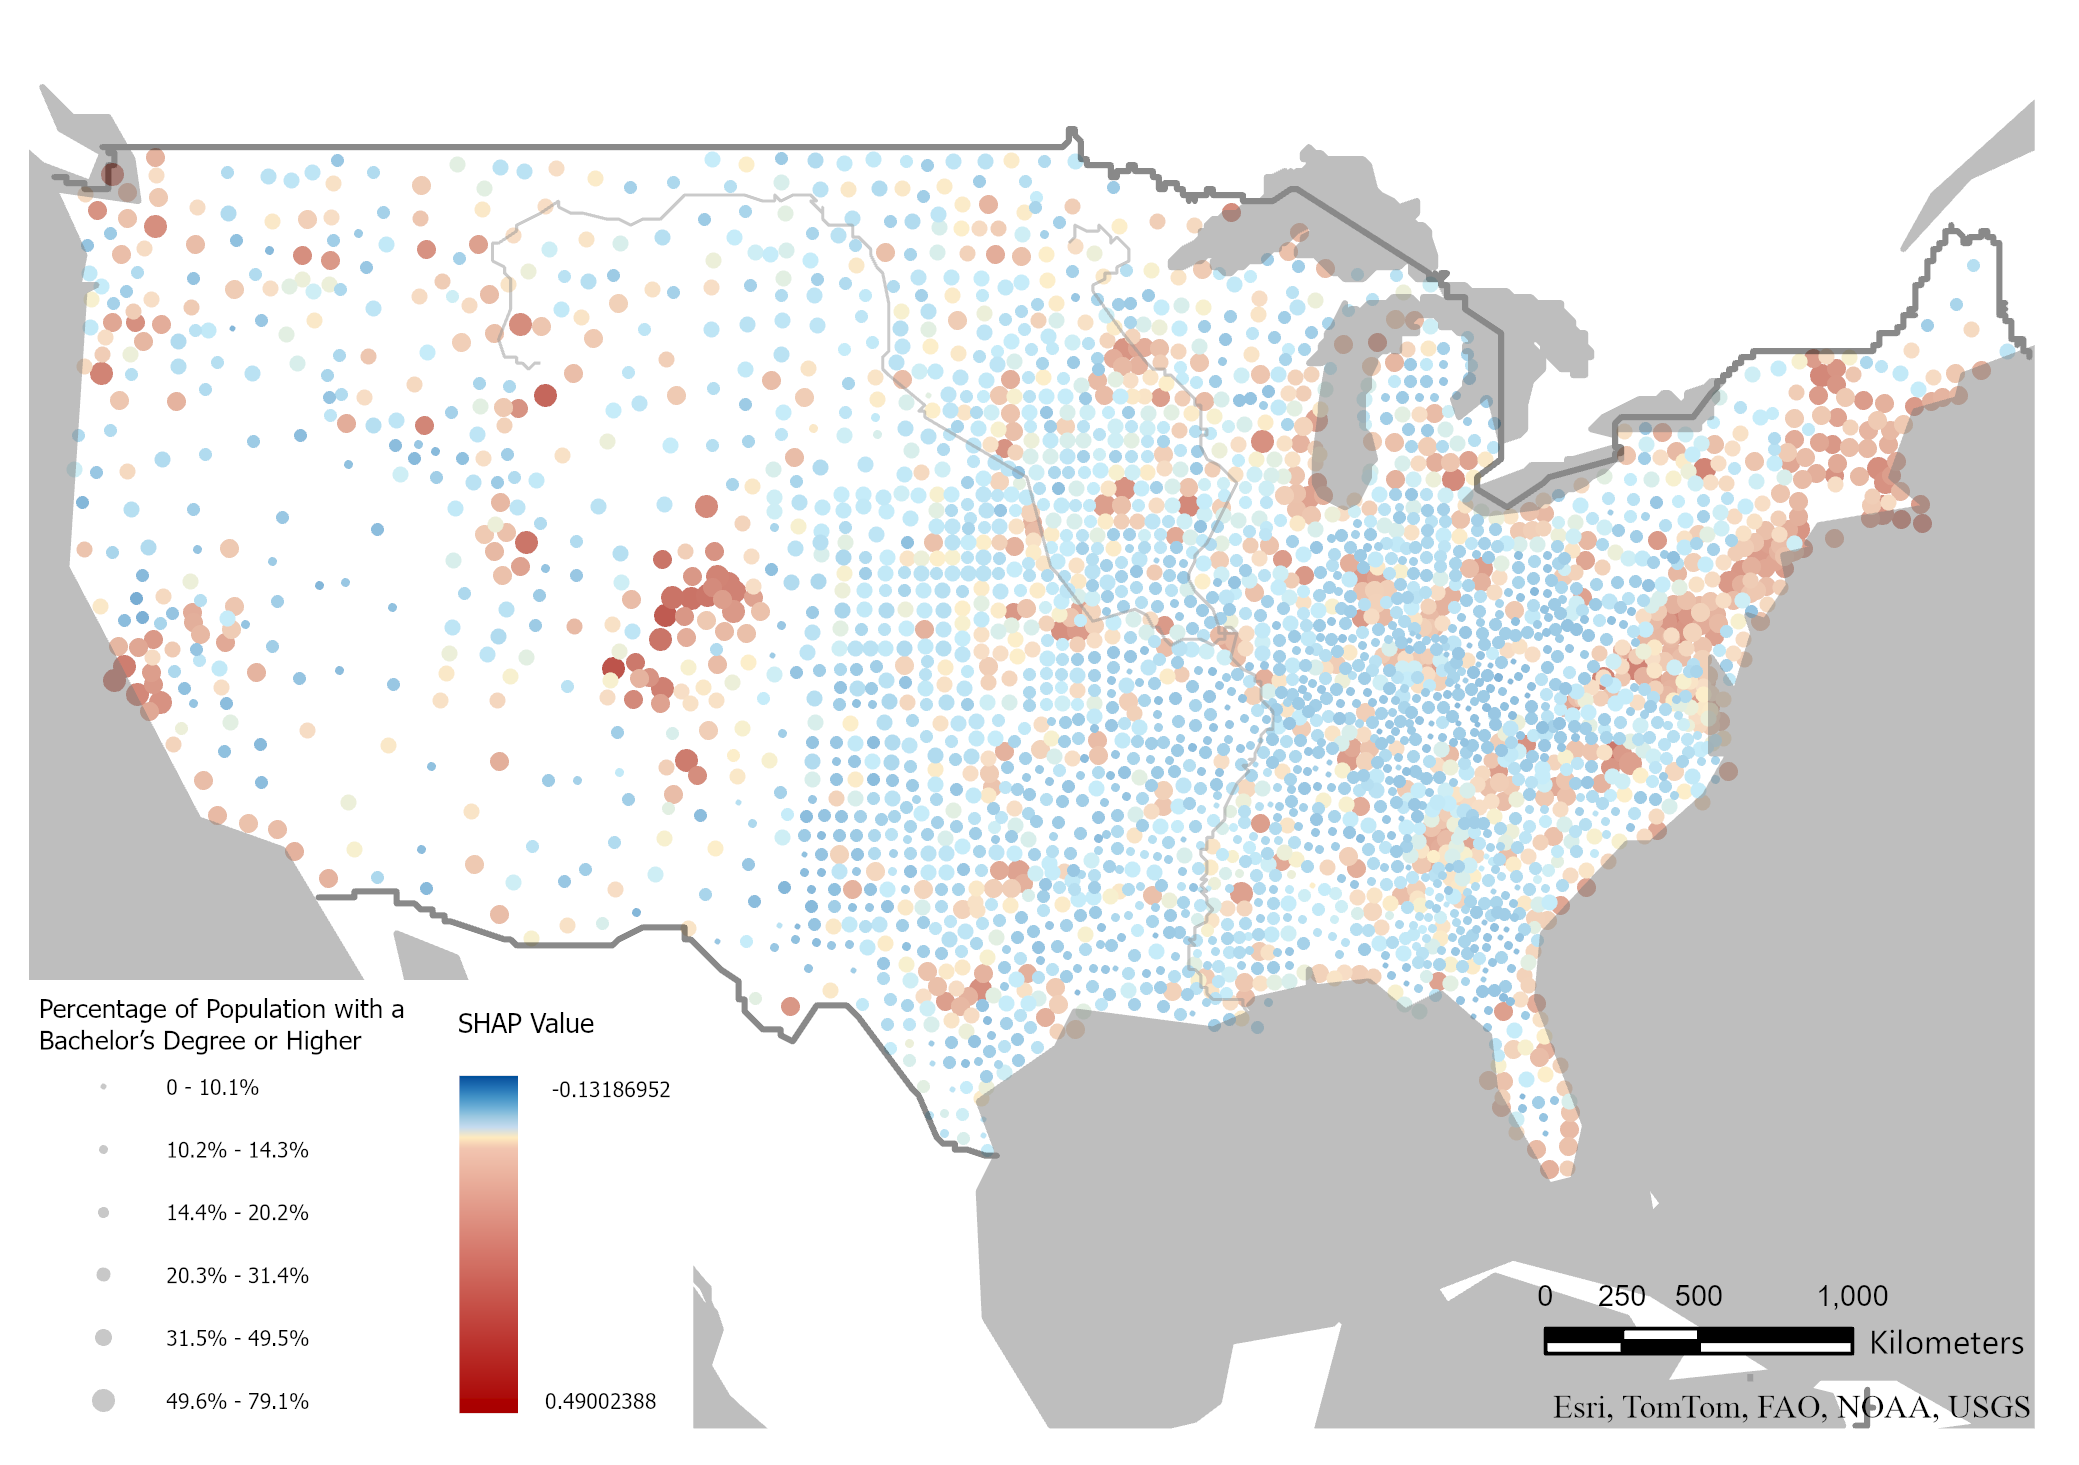 Percentage of Population with a
Bachelor’s Degree or Higher
0 - 10.1%
10.2% - 14.3%
14.4% - 20.2%
20.3% - 31.4%
31.5% - 49.5%
49.6% - 79.1%
SHAP Value
-0.13186952
0.49002388
0 250 500 1,000
Kilometers
Esri, TomTom, FAO, NOAA, USGS